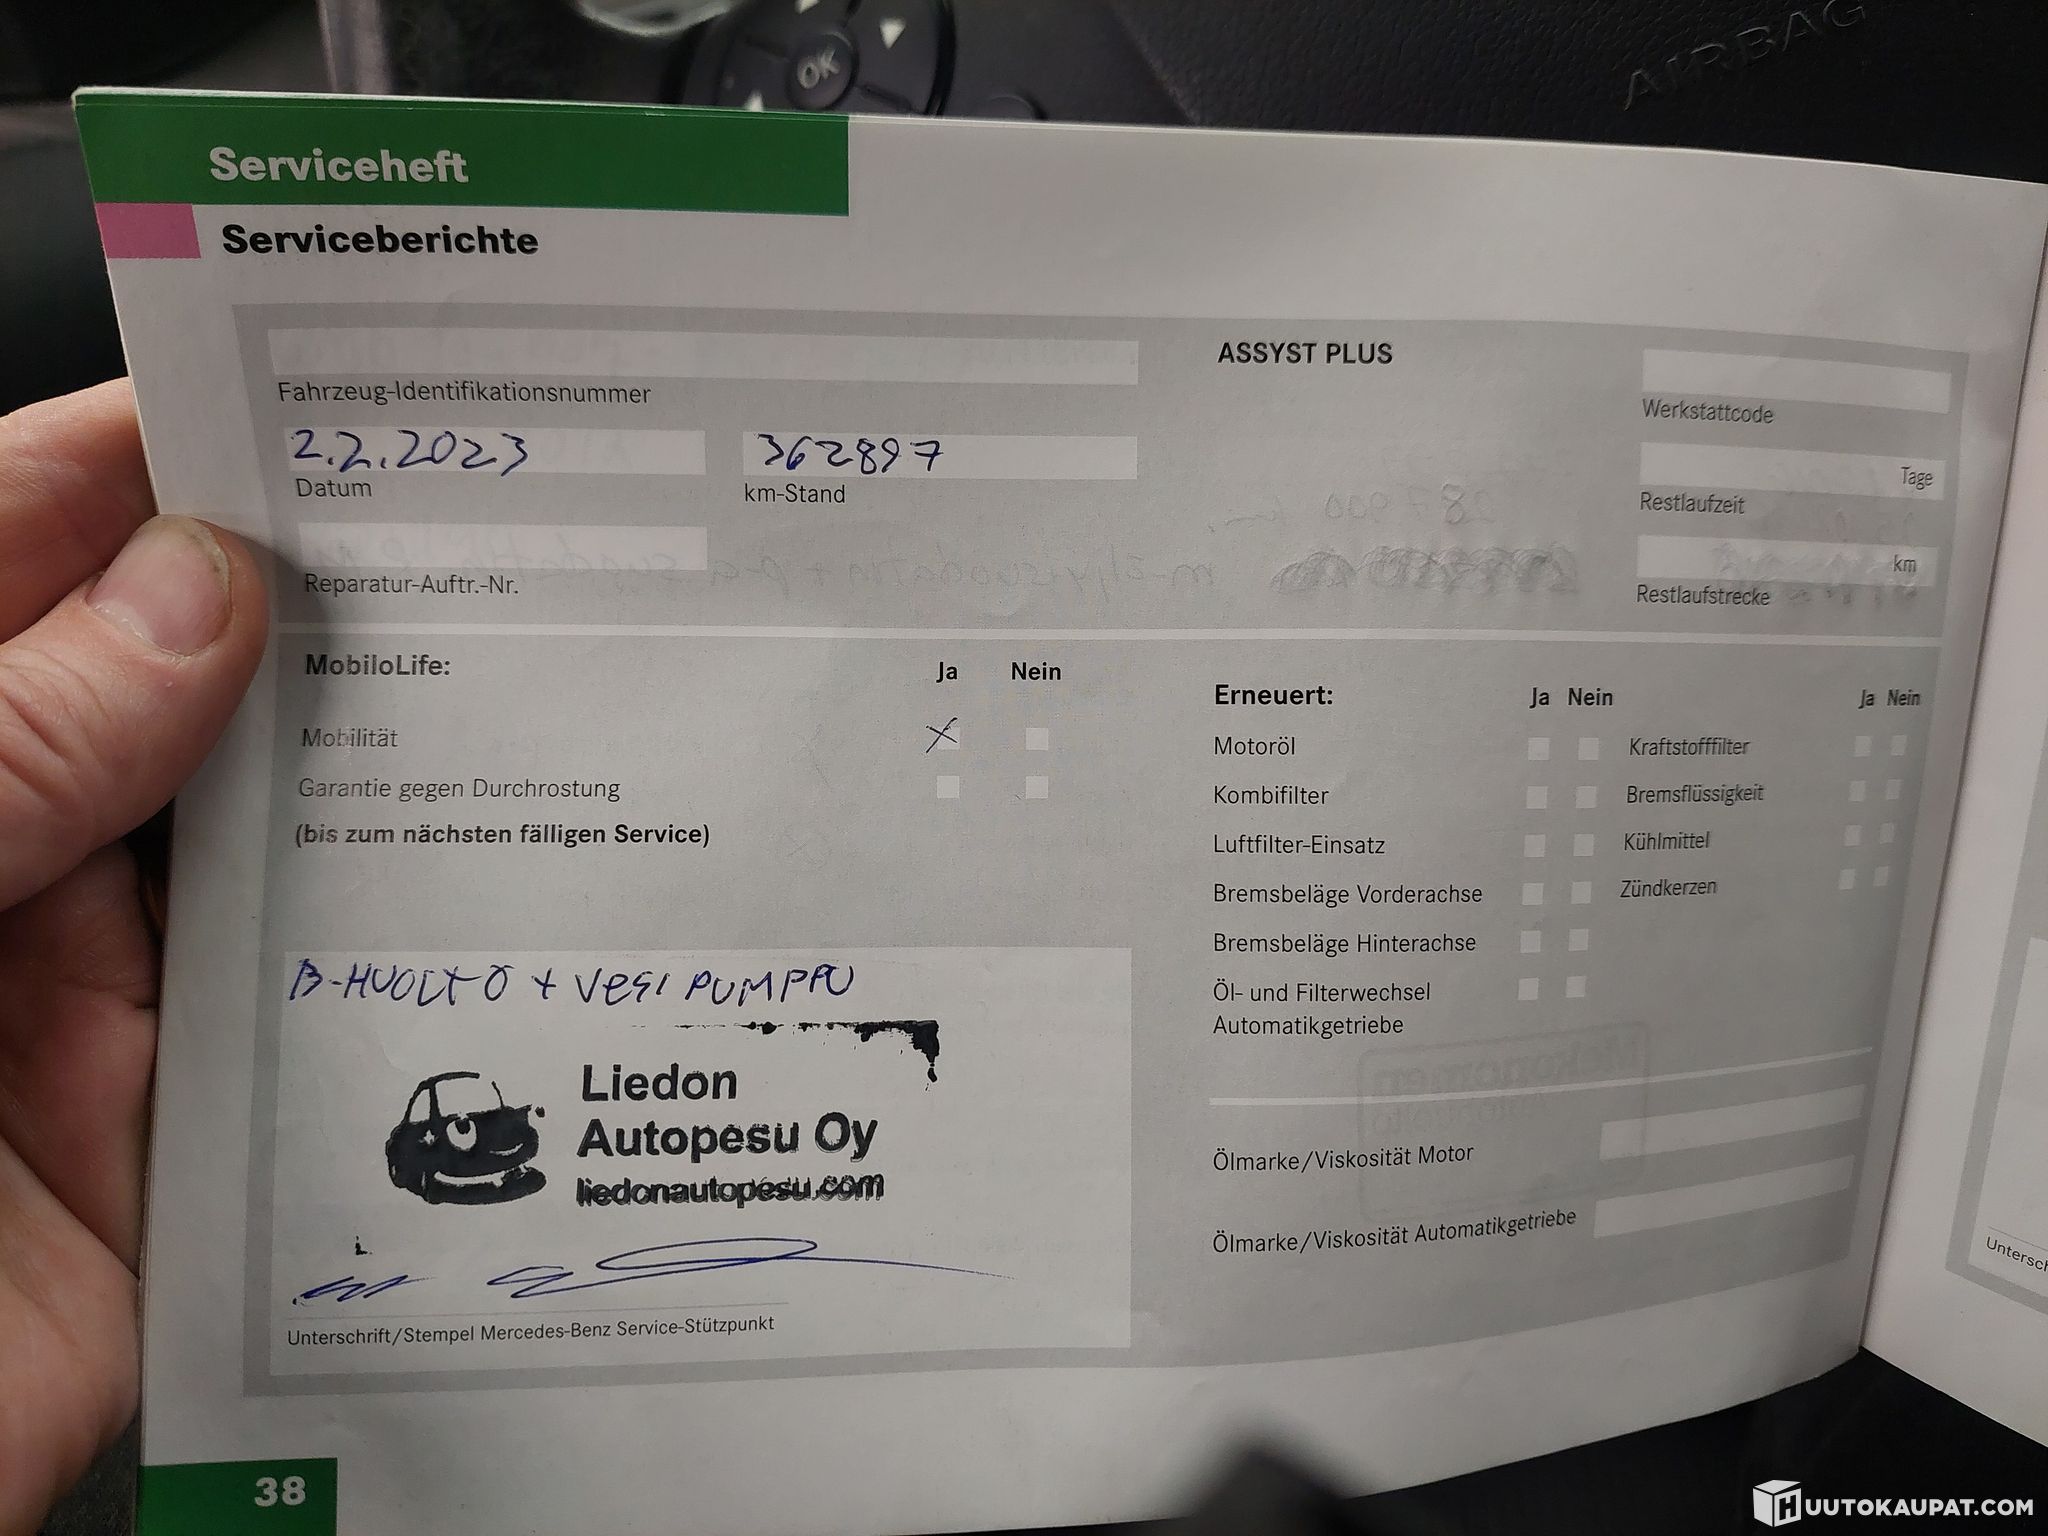 OK
AIRBAG
Serviceheft
Serviceberichte
Fahrzeug-Identifikationsnummer
2.2.2023
Datum
362897
km-Stand
Reparatur-Auftr.-Nr.
ASSYST PLUS
Werkstattcode
Tage
Restlaufzeit
km
Restlaufstrecke
MobiloLife:
Ja Nein
Mobilität
Garantie gegen Durchrostung
(bis zum nächsten fälligen Service)
Erneuert:
Ja Nein
Ja Nein
Motoröl
Kraftstofffilter
Kombifilter
Bremsflüssigkeit
Luftfilter-Einsatz
Kühlmittel
Bremsbeläge Vorderachse
Zündkerzen
Bremsbeläge Hinterachse
Öl- und Filterwechsel
Automatikgetriebe
Ölmarke/Viskosität Motor
Ölmarke/Viskosität Automatikgetriebe
B-HUOLTO + VESI PUMPPU
Liedon
Autopesu Oy
liedonautopesu.com
Unterschrift/Stempel Mercedes-Benz Service-Stützpunkt
38
Untersch
HUUTOKAUPAT.COM